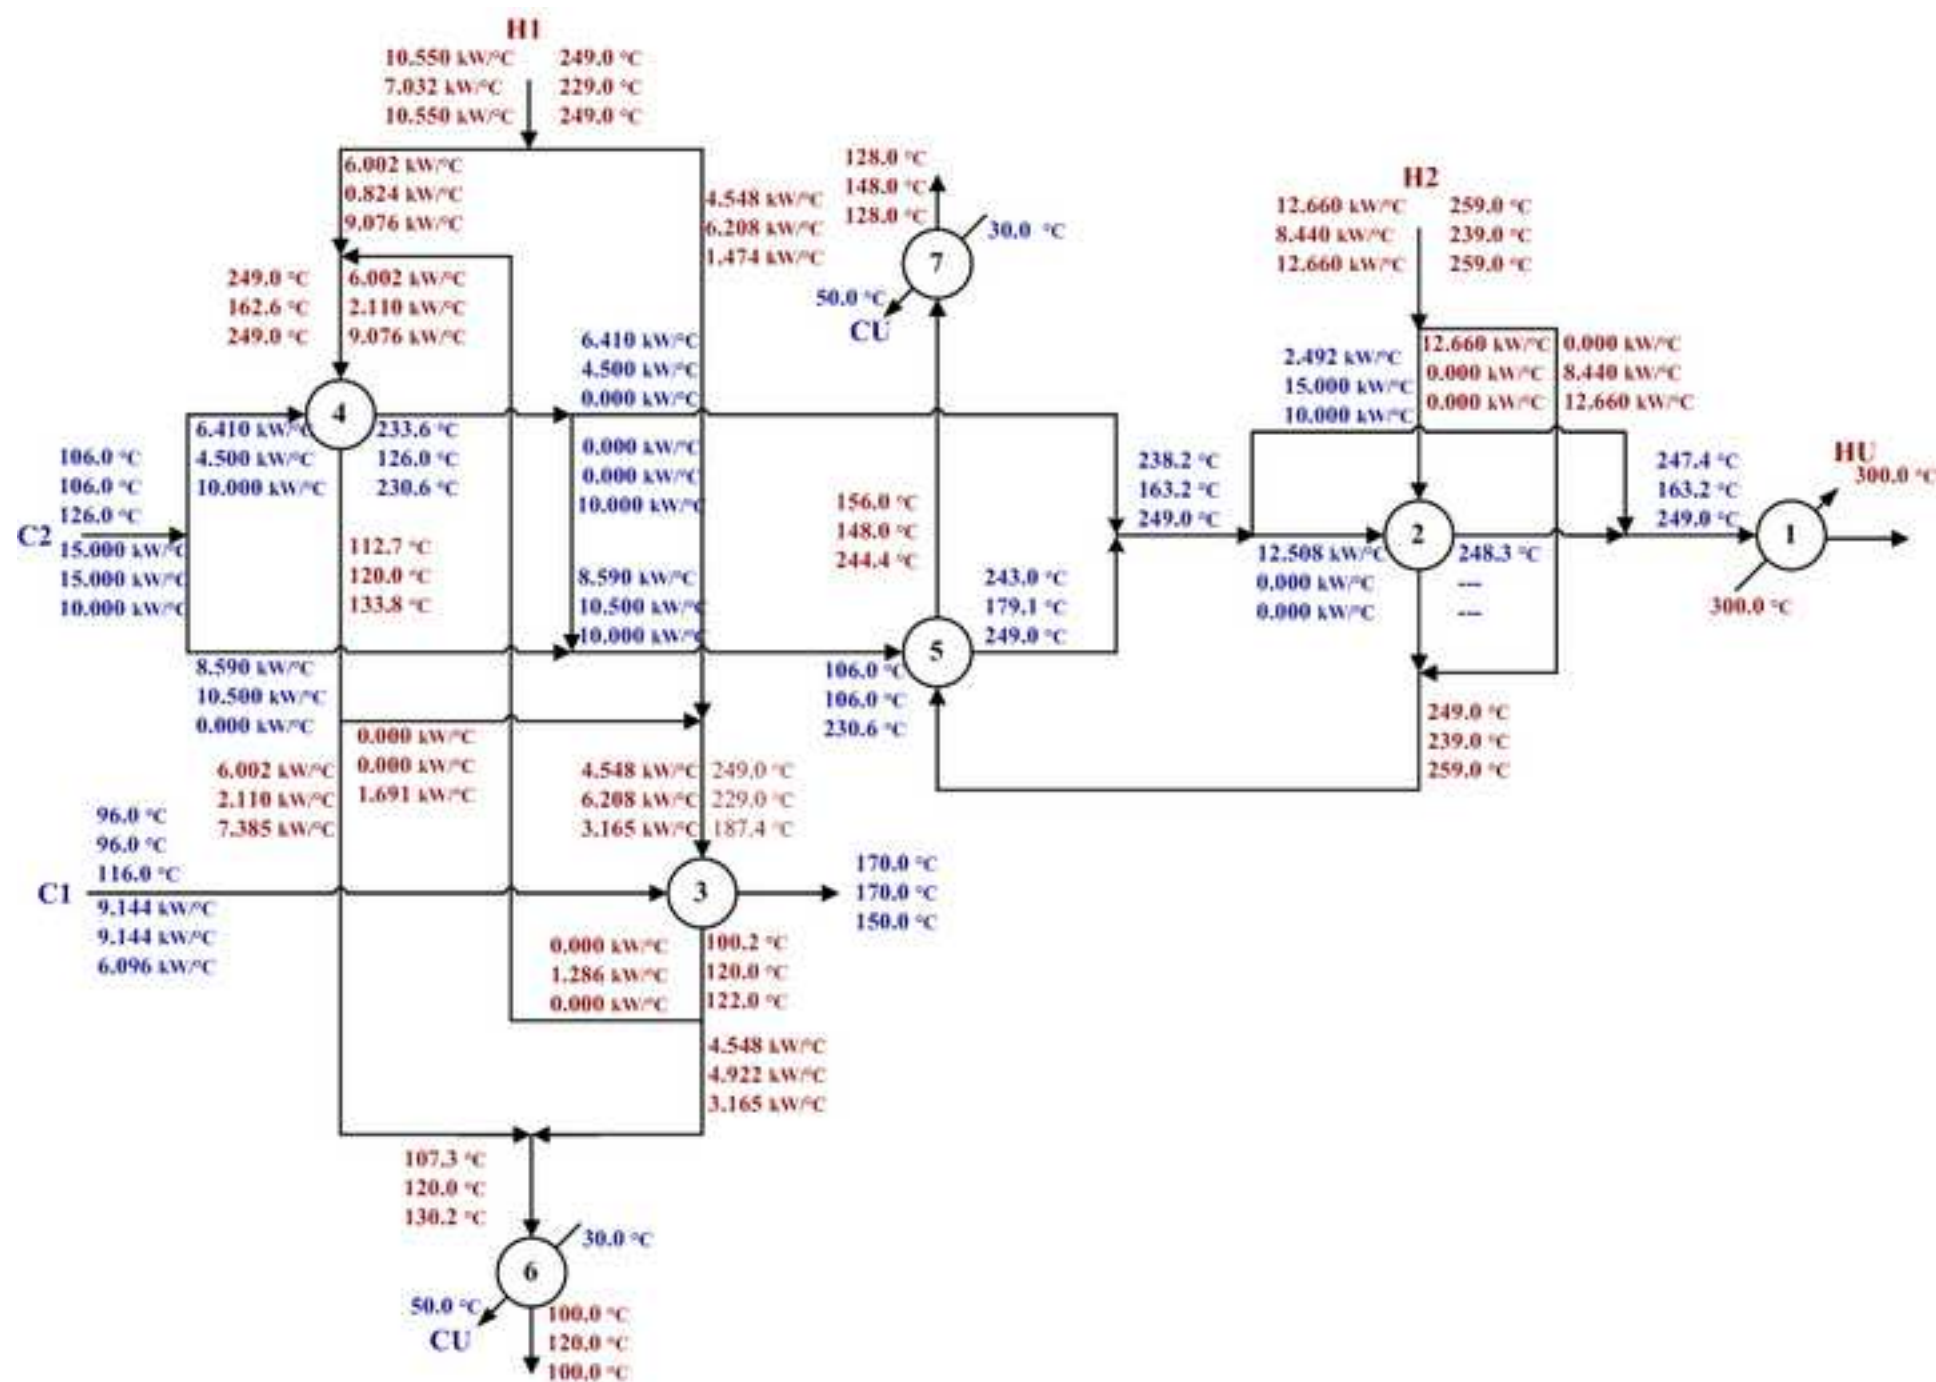 H1
10.550 kW/°C 249.0 °C
7.032 kW/°C 229.0 °C
10.550 kW/°C 249.0 °C
6.002 kW/°C
0.824 kW/°C
9.076 kW/°C
4.548 kW/°C
6.208 kW/°C
1.474 kW/°C
128.0 °C
148.0 °C
128.0 °C
30.0 °C
7
50.0 °C
CU
H2
12.660 kW/°C 259.0 °C
8.440 kW/°C 239.0 °C
12.660 kW/°C 259.0 °C
249.0 °C 6.002 kW/°C
162.6 °C 2.110 kW/°C
249.0 °C 9.076 kW/°C
6.410 kW/°C
4.500 kW/°C
0.000 kW/°C
2.492 kW/°C
15.000 kW/°C
10.000 kW/°C
12.660 kW/°C 0.000 kW/°C
0.000 kW/°C 8.440 kW/°C
0.000 kW/°C 12.660 kW/°C
4
6.410 kW/°C 233.6 °C
4.500 kW/°C 126.0 °C
10.000 kW/°C 230.6 °C
106.0 °C
106.0 °C
126.0 °C
C2
15.000 kW/°C
15.000 kW/°C
10.000 kW/°C
0.000 kW/°C
0.000 kW/°C
10.000 kW/°C
238.2 °C
163.2 °C
249.0 °C
247.4 °C
163.2 °C
249.0 °C
HU
300.0 °C
2
1
12.508 kW/°C 248.3 °C
0.000 kW/°C ---
0.000 kW/°C ---
300.0 °C
156.0 °C
148.0 °C
244.4 °C
112.7 °C
120.0 °C
133.8 °C
8.590 kW/°C
10.500 kW/°C
10.000 kW/°C
243.0 °C
179.1 °C
249.0 °C
5
106.0 °C
106.0 °C
230.6 °C
8.590 kW/°C
10.500 kW/°C
0.000 kW/°C
249.0 °C
239.0 °C
259.0 °C
0.000 kW/°C
0.000 kW/°C
1.691 kW/°C
6.002 kW/°C
2.110 kW/°C
7.385 kW/°C
4.548 kW/°C 249.0 °C
6.208 kW/°C 229.0 °C
3.165 kW/°C 187.4 °C
96.0 °C
96.0 °C
116.0 °C
C1
9.144 kW/°C
9.144 kW/°C
6.096 kW/°C
3
170.0 °C
170.0 °C
150.0 °C
0.000 kW/°C 100.2 °C
1.286 kW/°C 120.0 °C
0.000 kW/°C 122.0 °C
4.548 kW/°C
4.922 kW/°C
3.165 kW/°C
107.3 °C
120.0 °C
130.2 °C
30.0 °C
6
50.0 °C
CU
100.0 °C
120.0 °C
100.0 °C